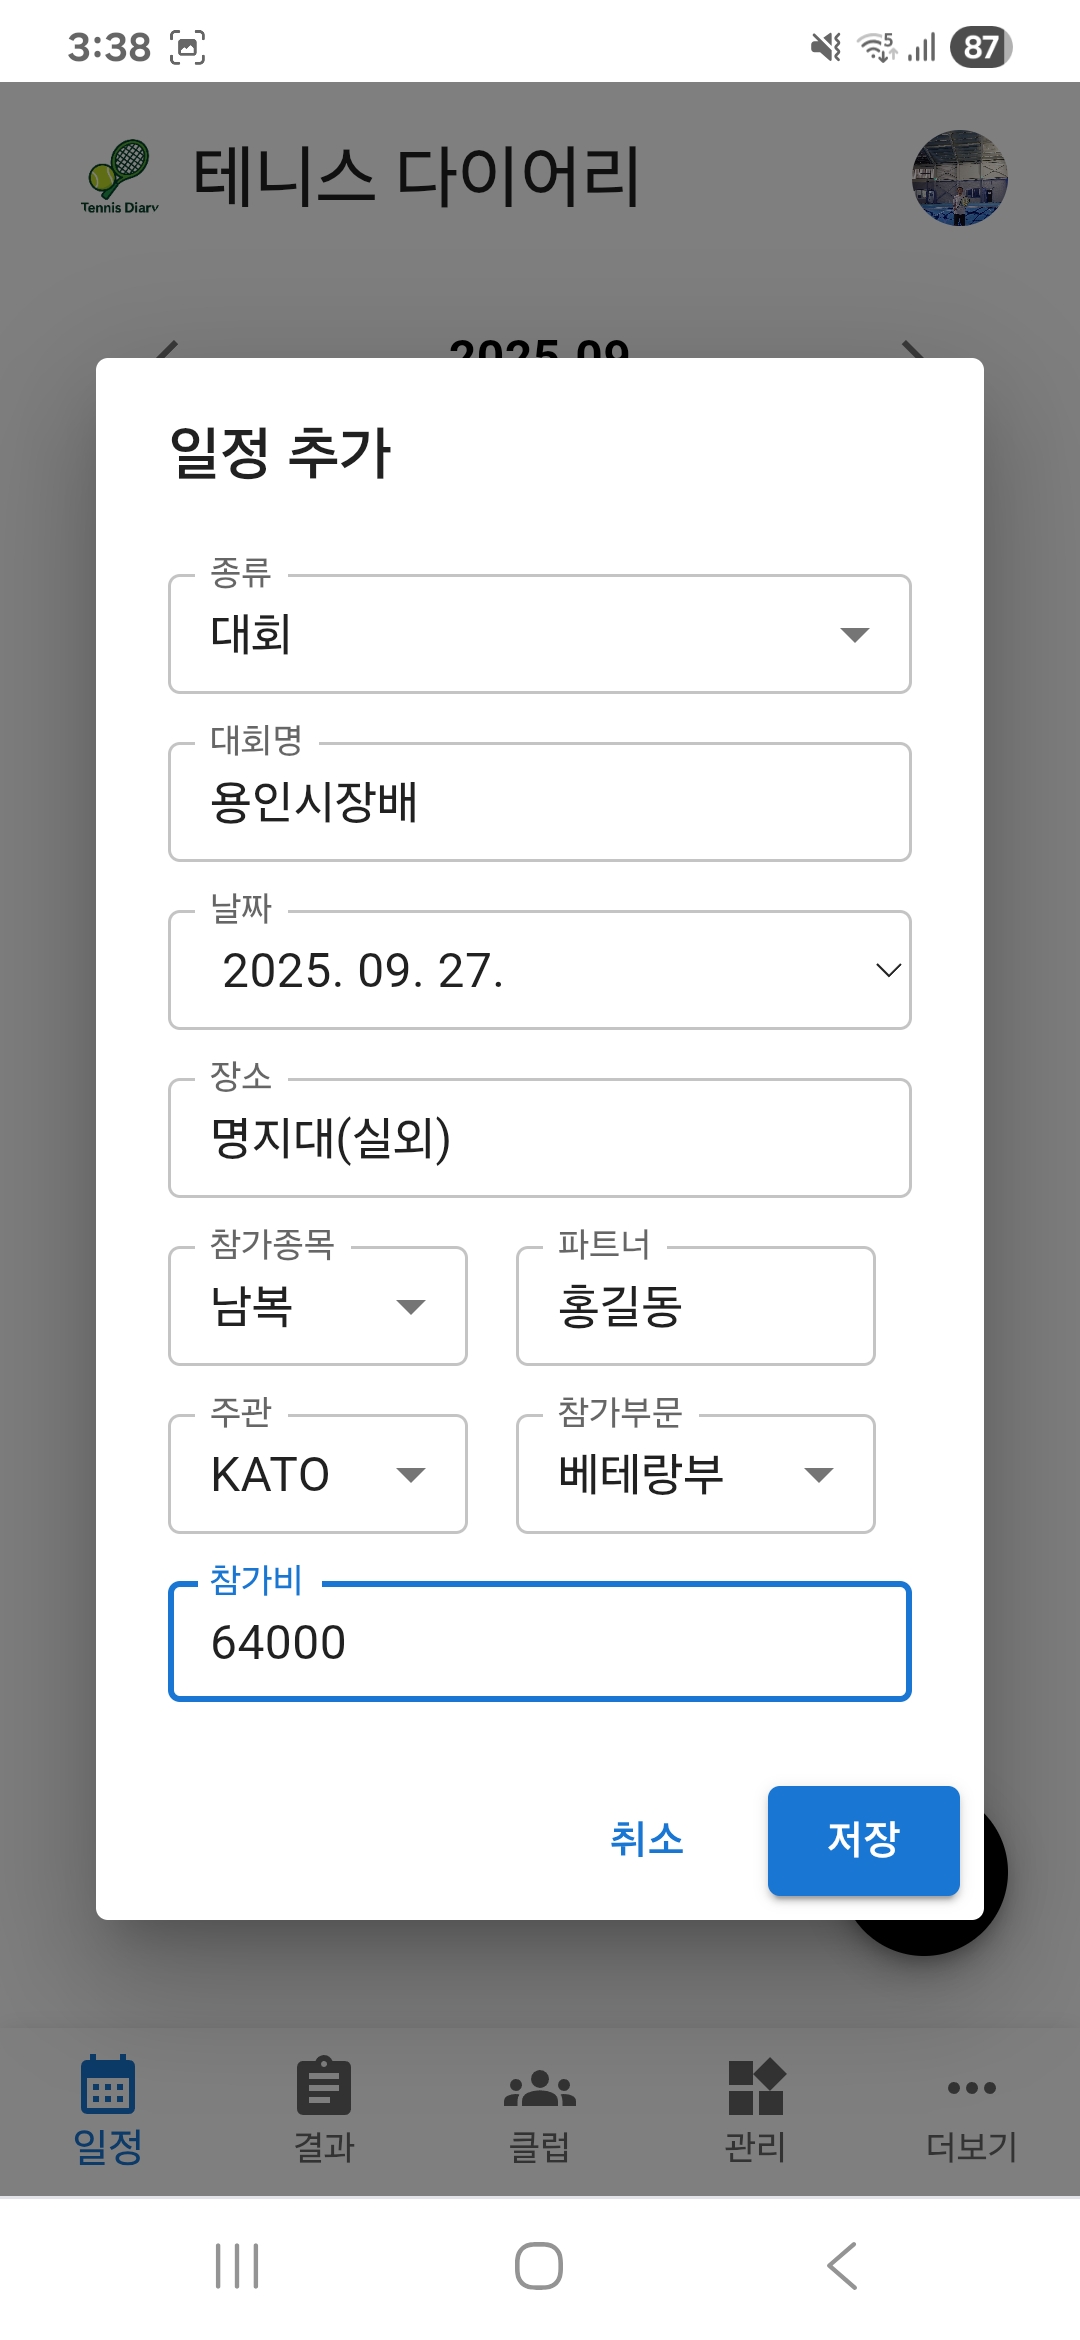 3:38
5
87
Tennis Diary
테니스 다이어리
2025.09
일정 추가
종류
대회
대회명
용인시장배
날짜
2025. 09. 27.
장소
명지대(실외)
참가종목
남복
파트너
홍길동
주관
KATO
참가부문
베테랑부
참가비
64000
취소
저장
일정
결과
클럽
관리
더보기